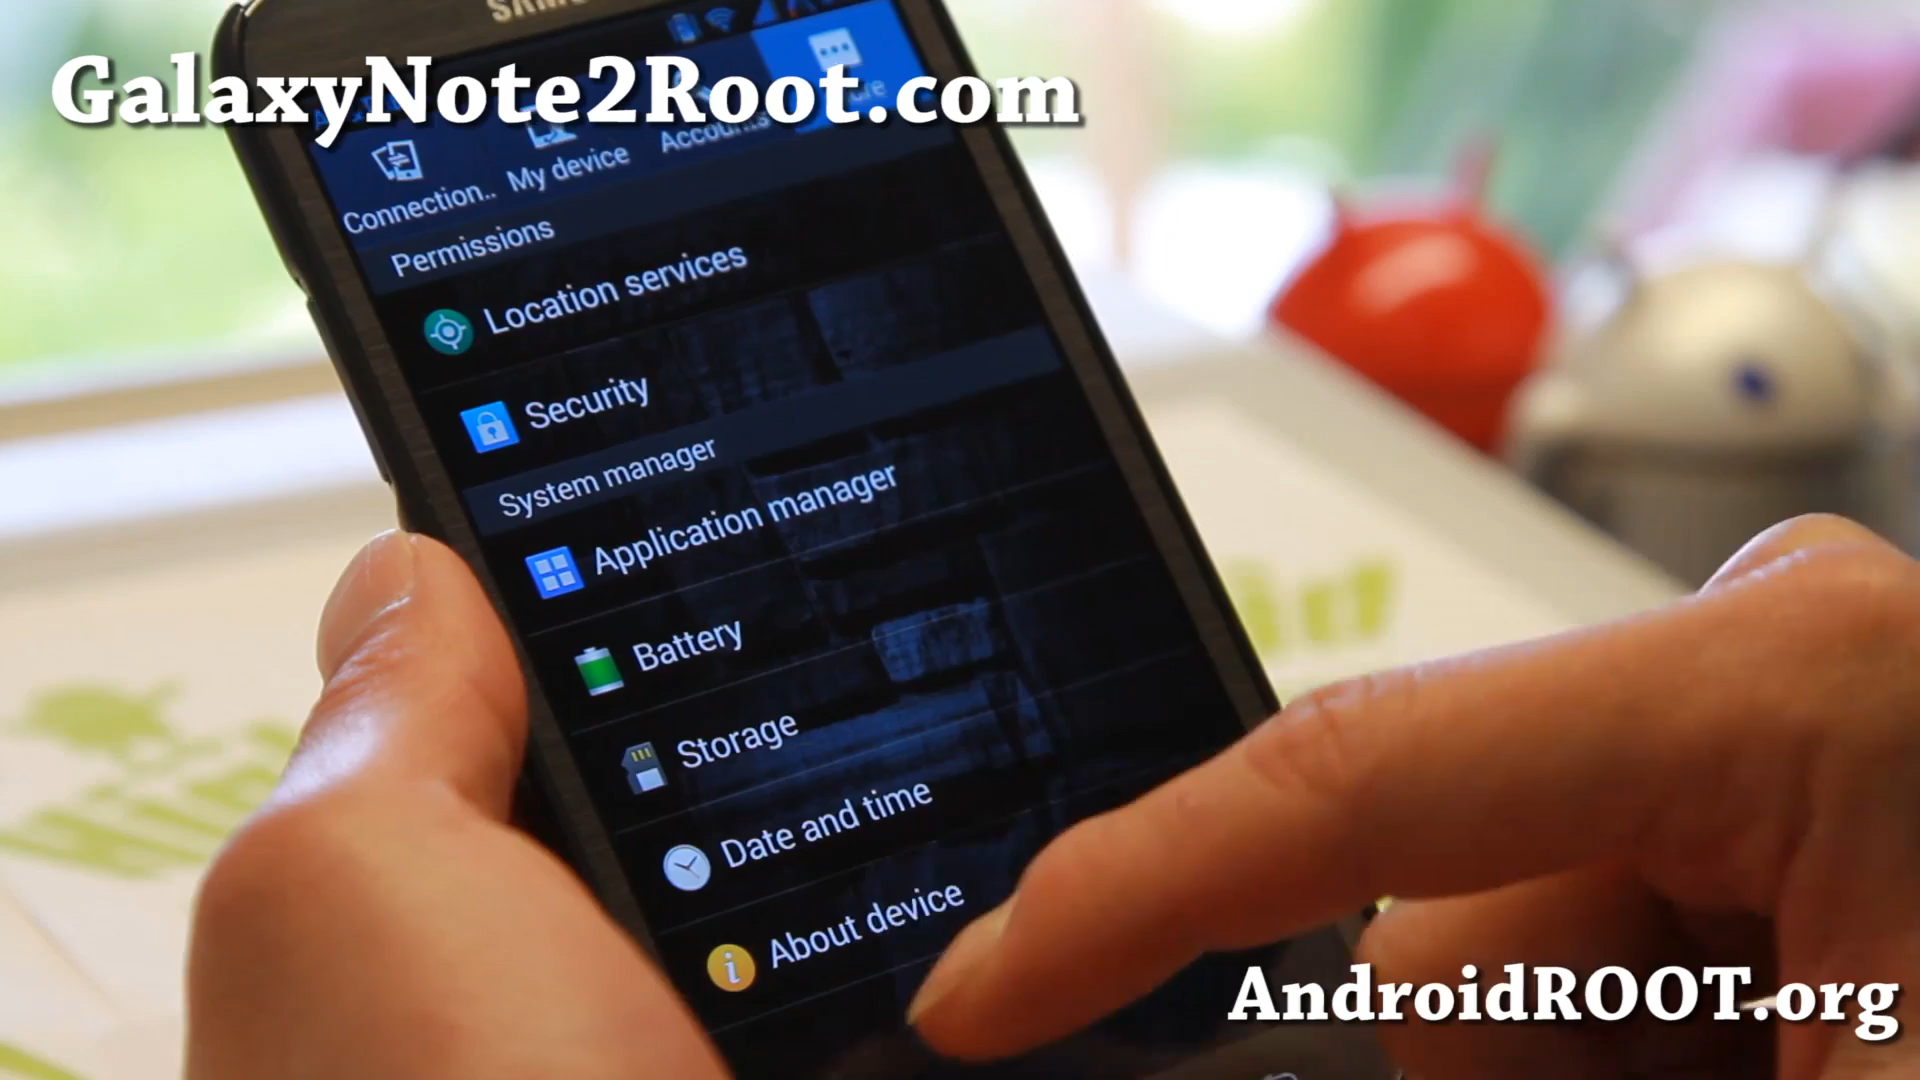 GalaxyNote2Root.com
Connection..
My device
Accounts
Permissions
Location services
Security
System manager
Application manager
Battery
Storage
Date and time
About device
AndroidROOT.org